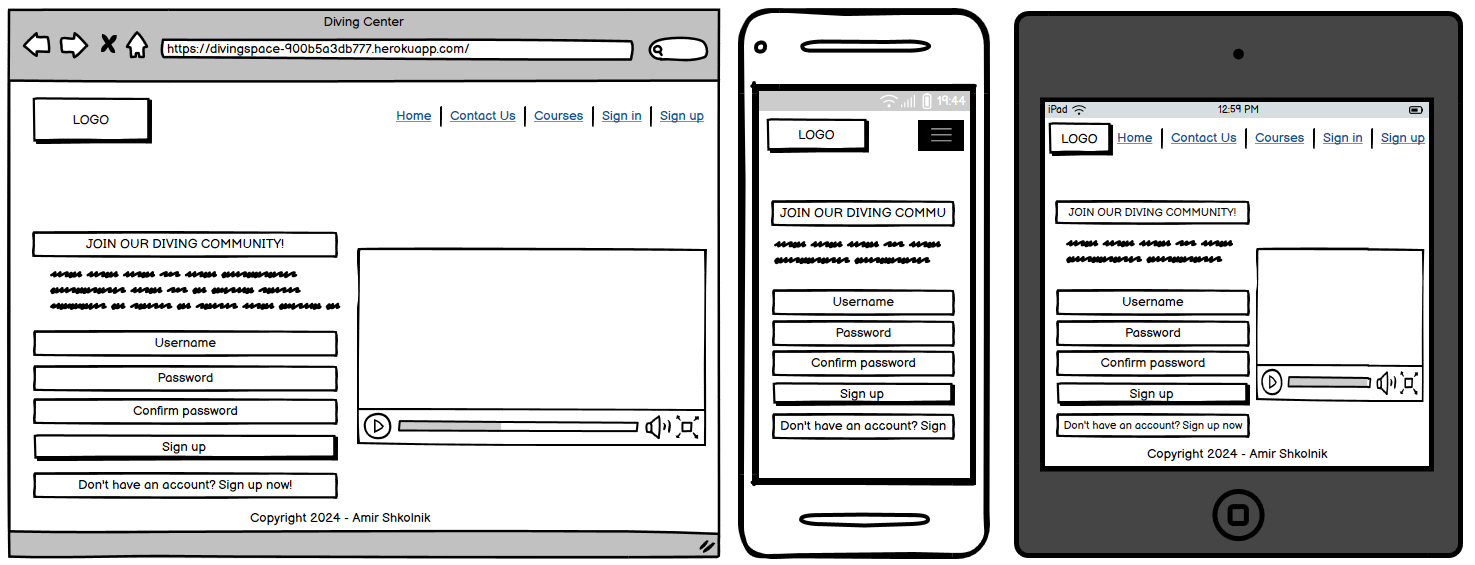 Diving Center
https://divingspace-900b5a3db777.herokuapp.com/
LOGO
Home Contact Us Courses Sign in Sign up
JOIN OUR DIVING COMMUNITY!
Username
Password
Confirm password
Sign up
Don't have an account? Sign up now!
Copyright 2024 - Amir Shkolnik
19:44
LOGO
JOIN OUR DIVING COMMU
Username
Password
Confirm password
Sign up
Don't have an account? Sign
iPad 12:59 PM
LOGO Home Contact Us Courses Sign in Sign up
JOIN OUR DIVING COMMUNITY!
Username
Password
Confirm password
Sign up
Don't have an account? Sign up now
Copyright 2024 - Amir Shkolnik